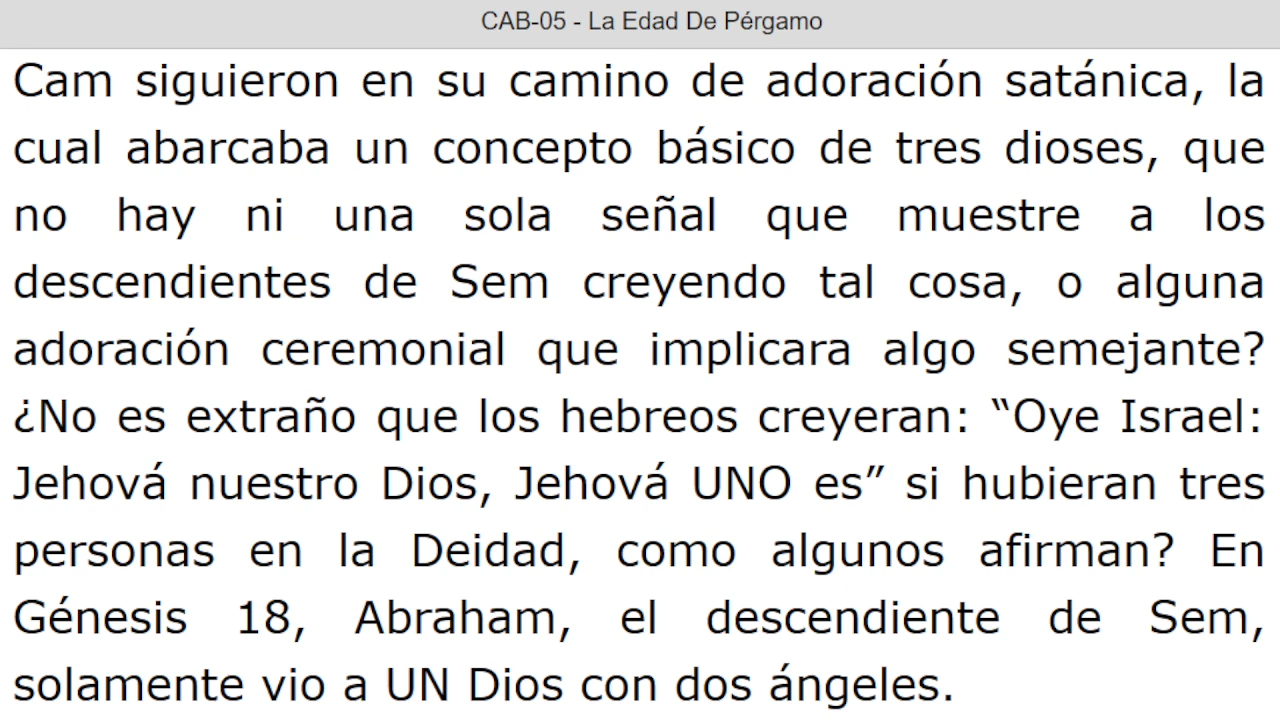 CAB-05 - La Edad De Pérgamo
Cam siguieron en su camino de adoración satánica, la
cual abarcaba un concepto básico de tres dioses, que
no hay ni una sola señal que muestre a los
descendientes de Sem creyendo tal cosa, o alguna
adoración ceremonial que implicara algo semejante?
¿No es extraño que los hebreos creyeran: “Oye Israel:
Jehová nuestro Dios, Jehová UNO es” si hubieran tres
personas en la Deidad, como algunos afirman? En
Génesis 18, Abraham, el descendiente de Sem,
solamente vio a UN Dios con dos ángeles.